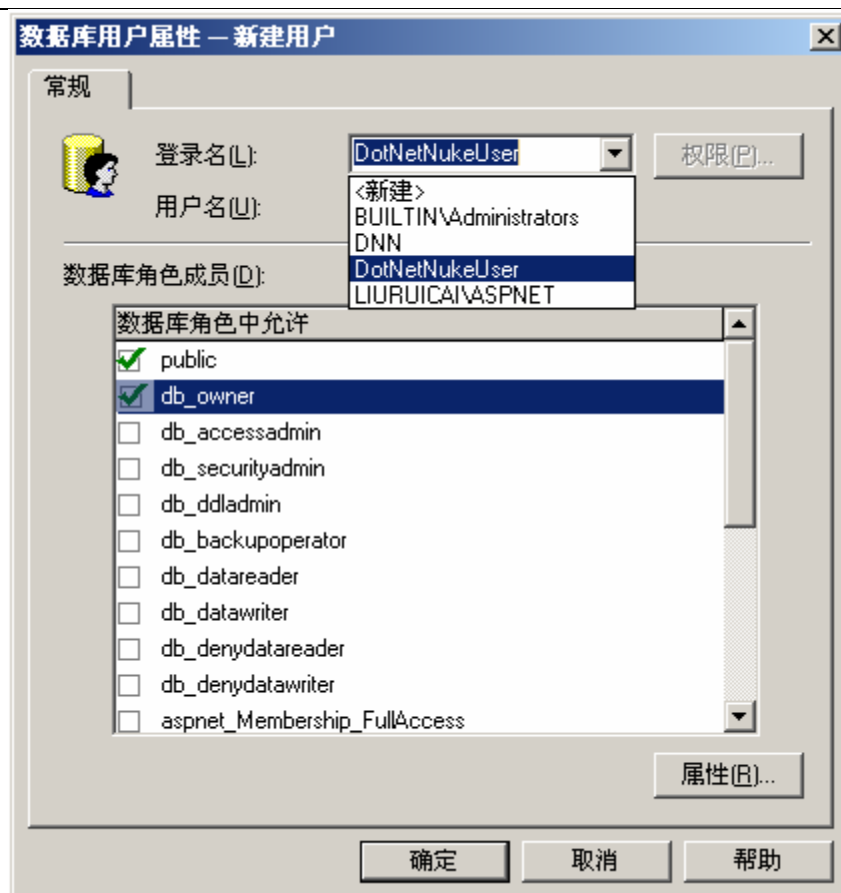 数据库用户属性 — 新建用户
常规
登录名(L):
DotNetNukeUser
权限(P)...
用户名(U):
<新建>
BUILTIN\Administrators
DNN
DotNetNukeUser
LIURUICAI\ASPNET
数据库角色成员(D):
数据库角色中允许
public
db_owner
db_accessadmin
db_securityadmin
db_ddladmin
db_backupoperator
db_datareader
db_datawriter
db_denydatareader
db_denydatawriter
aspnet_Membership_FullAccess
属性(R)...
确定
取消
帮助